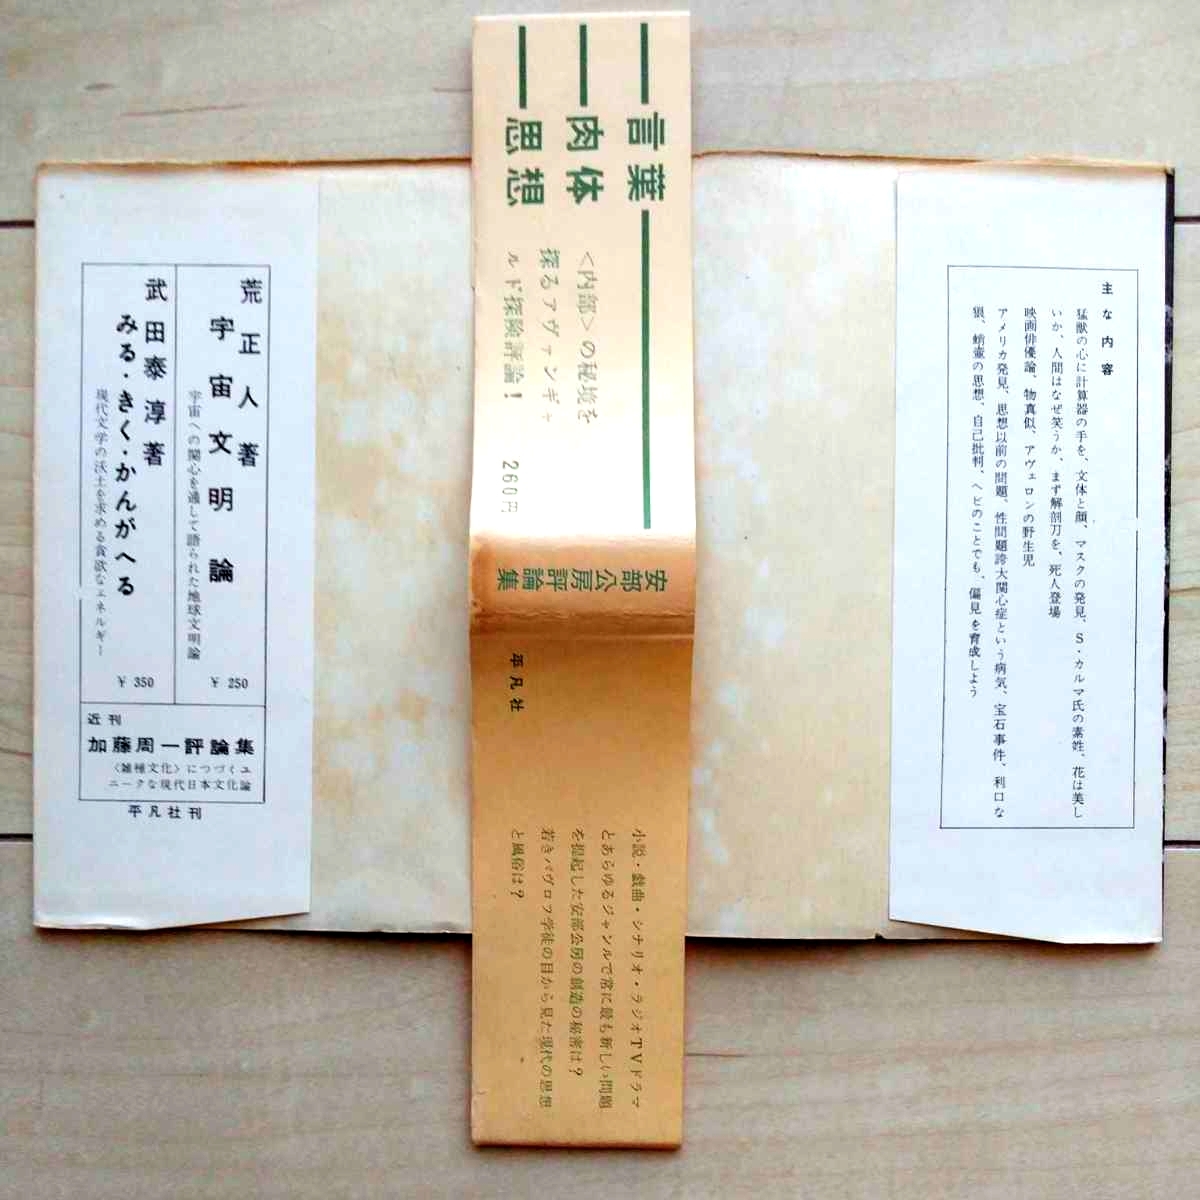 主な内容
猛獣の心に計算器の手を、文体と顔、マスクの発見、S・カルマ氏の素姓、花は美し
いか、人間はなぜ笑うか、まず解剖刀を、死人登場
映画俳優論、物真似、アヴェロンの野生児
アメリカ発見、思想以前の問題、性問題誇大関心症という病気、宝石事件、利口な
狼、蛸壷の思想、自己批判、ヘビのことでも、偏見を育成しよう
言葉
肉体
思想
〈内部〉の秘境を
探るアヴァンギャ
ルド探険評論!
260円
安部公房評論集
平凡社
小説・戯曲・シナリオ・ラジオTVドラマ
とあらゆるジャンルで常に最も新しい問題
を提起した安部公房の創造の秘密は?
若きパヴロフ学徒の目から見た現代の思想
と風俗は?
荒正人著
宇宙文明論
宇宙への関心を通して語られた地球文明論
¥250
武田泰淳著
みる・きく・かんがへる
現代文学の沃土を求める貪欲なエネルギー
¥350
近刊
加藤周一評論集
〈雑種文化〉につづくユ
ニークな現代日本文化論
平凡社刊